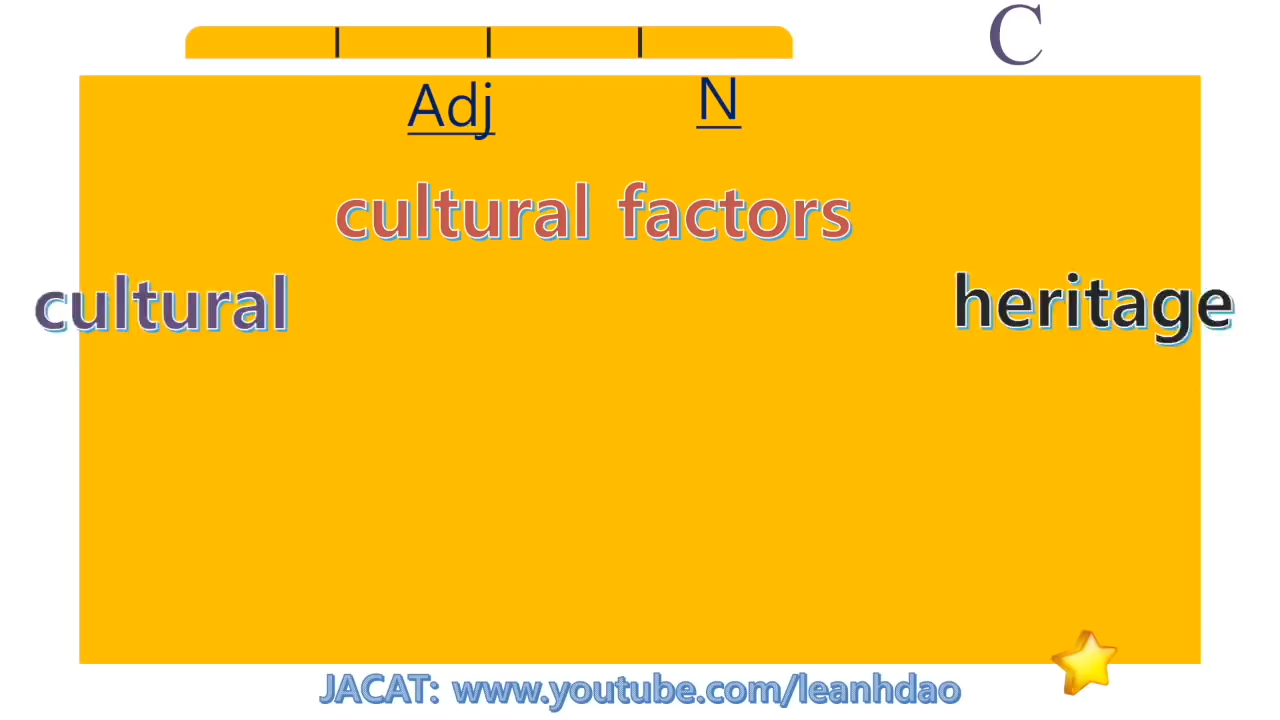 C
Adj N
cultural factors
cultural heritage
JACAT: www.youtube.com/leanhdao